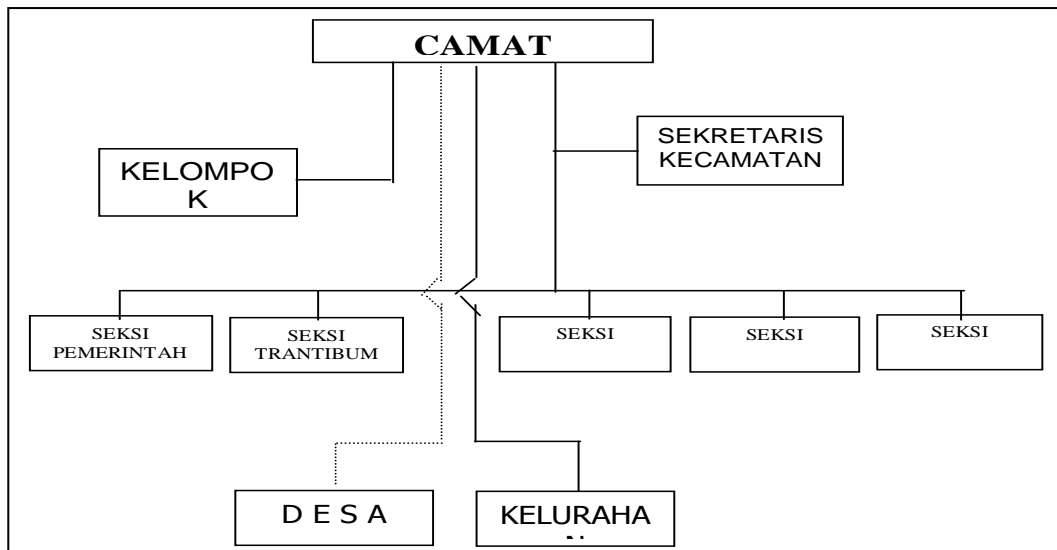 CAMAT
SEKRETARIS
KECAMATAN
KELOMPO
K
SEKSI
PEMERINTAH
SEKSI
TRANTIBUM
SEKSI
SEKSI
SEKSI
D E S A
KELURAHA